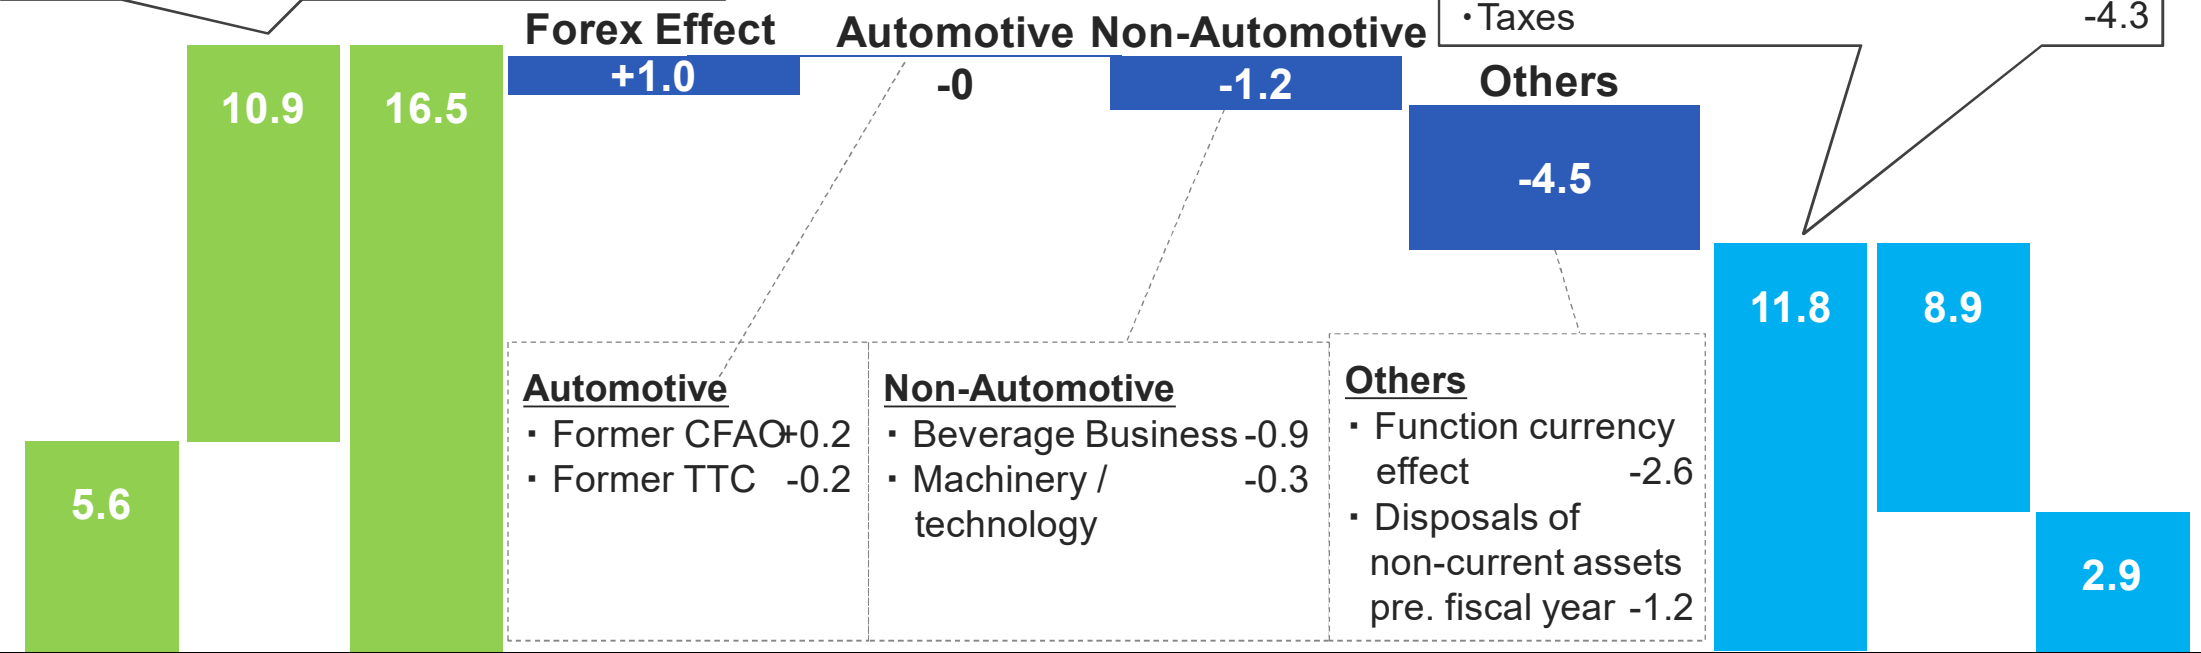 ・Taxes -4.3
Forex Effect Automotive Non-Automotive
Others
+1.0 -0 -1.2
10.9 16.5
-4.5
11.8 8.9
5.6
2.9
Automotive
・Former CFAO+0.2
・Former TTC -0.2
Non-Automotive
・Beverage Business -0.9
・Machinery / -0.3
technology
Others
・Function currency
effect -2.6
・Disposals of
non-current assets
pre. fiscal year -1.2